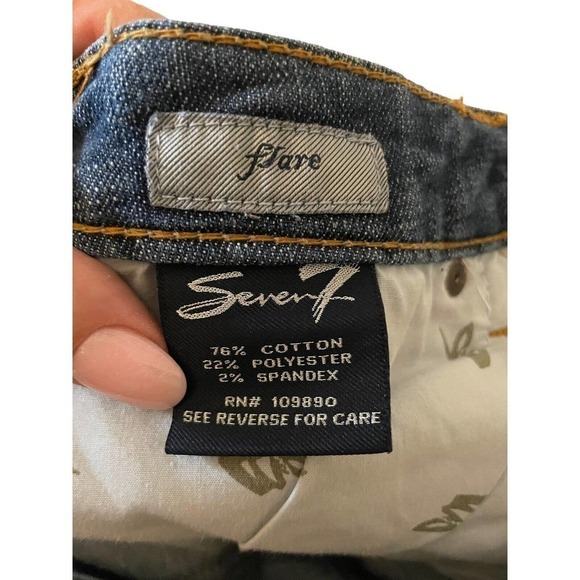 flare
Seven7
76% COTTON
22% POLYESTER
2% SPANDEX
RN# 109890
SEE REVERSE FOR CARE